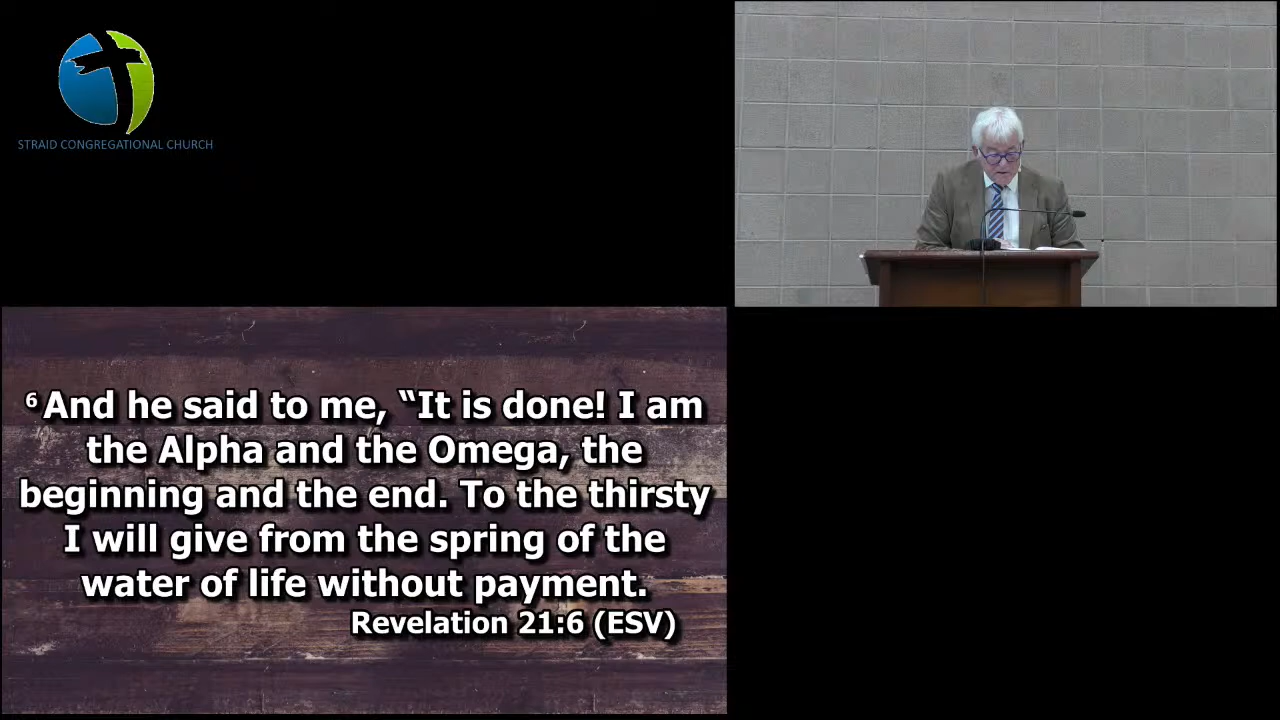 STRAID CONGREGATIONAL CHURCH
6 And he said to me, “It is done! I am
the Alpha and the Omega, the
beginning and the end. To the thirsty
I will give from the spring of the
water of life without payment.
Revelation 21:6 (ESV)